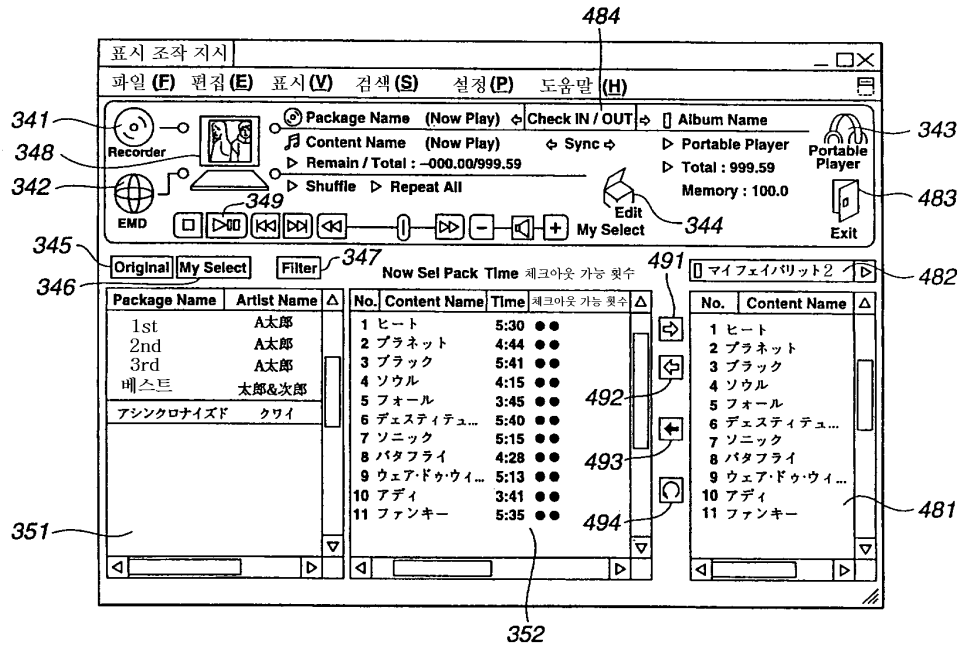 484
표시 조작 지시
파일 (F) 편집 (E) 표시 (V) 검색 (S) 설정 (P) 도움말 (H)
341
348
342
Recorder
EMD
Package Name (Now Play) Check IN / OUT Album Name
Content Name (Now Play) Sync Portable Player
Remain / Total : –000.00/999.59 Total : 999.59
Shuffle Repeat All Memory : 100.0
349
Edit
My Select
344
Portable
Player
343
483
Exit
345
346
Original My Select Filter 347
Now Sel Pack Time 체크아웃 가능 횟수
491
マイフェイバリット2
482
Package Name Artist Name
1st A太郎
2nd A太郎
3rd A太郎
베스트 太郎&次郎
アシンクロナイズド クワイ
351
No. Content Name Time 체크아웃 가능 횟수
1 ヒート 5:30 ●●
2 プラネット 4:44 ●●
3 ブラック 5:41 ●●
4 ソウル 4:15 ●●
5 フォール 3:45 ●●
6 デェスティテュ... 5:40 ●●
7 ソニック 5:15 ●●
8 バタフライ 4:28 ●●
9 ウェア・ドゥ・ウィ... 5:13 ●●
10 アディ 3:41 ●●
11 ファンキー 5:35 ●●
352
492
493
494
No. Content Name
1 ヒート
2 プラネット
3 ブラック
4 ソウル
5 フォール
6 デェスティテュ...
7 ソニック
8 バタフライ
9 ウェア・ドゥ・ウィ...
10 アディ
11 ファンキー
481